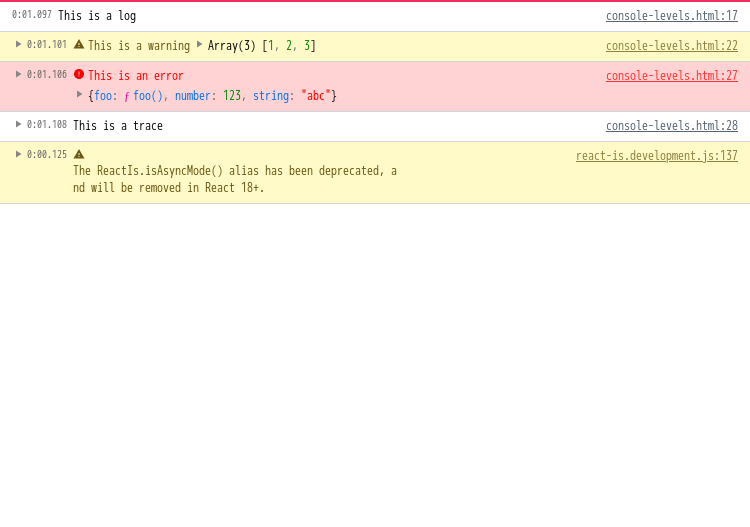 0:01.097 This is a log console-levels.html:17
0:01.101 This is a warning Array(3) [1, 2, 3] console-levels.html:22
0:01.106 This is an error console-levels.html:27
{foo: ƒ foo(), number: 123, string: "abc"}
0:01.108 This is a trace console-levels.html:28
0:00.125 react-is.development.js:137
The ReactIs.isAsyncMode() alias has been deprecated, a
nd will be removed in React 18+.